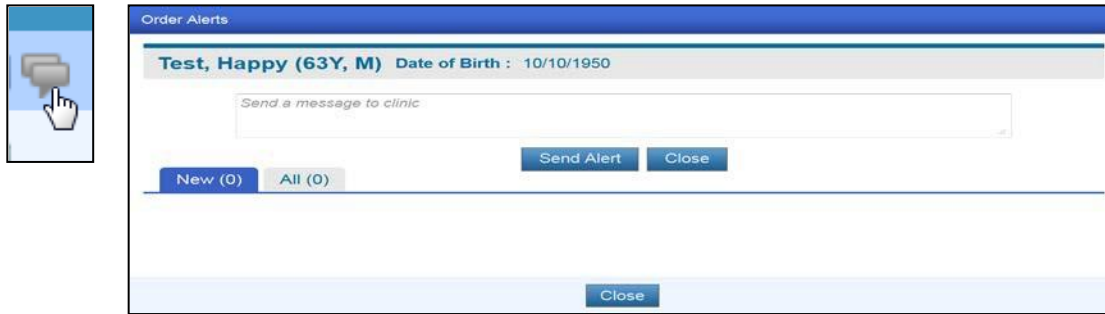 Order Alerts
Test, Happy (63Y, M) Date of Birth : 10/10/1950
Send a message to clinic
Send Alert Close
New (0) All (0)
Close